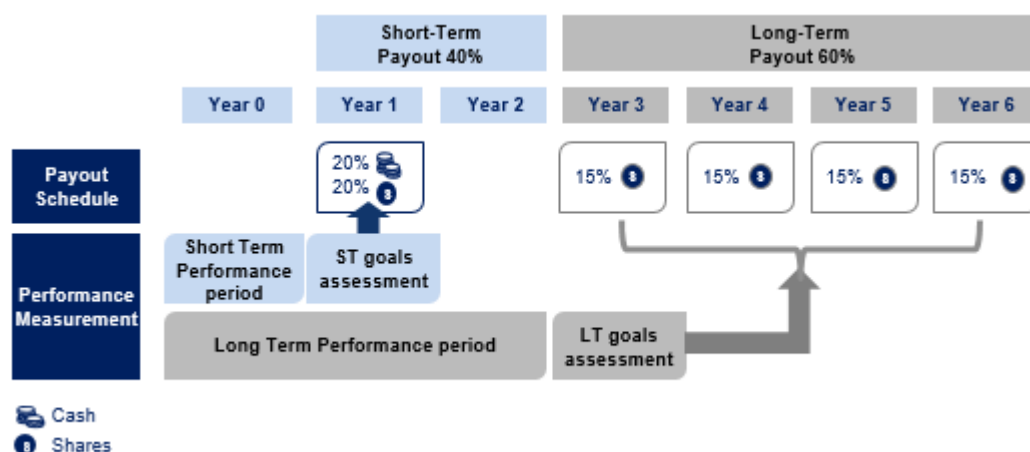 Short-Term
Payout 40%
Long-Term
Payout 60%
Year 0
Year 1
Year 2
Year 3
Year 4
Year 5
Year 6
Payout
Schedule
20%
20%
15%
15%
15%
15%
Performance
Measurement
Short Term
Performance
period
ST goals
assessment
Long Term Performance period
LT goals
assessment
Cash
Shares